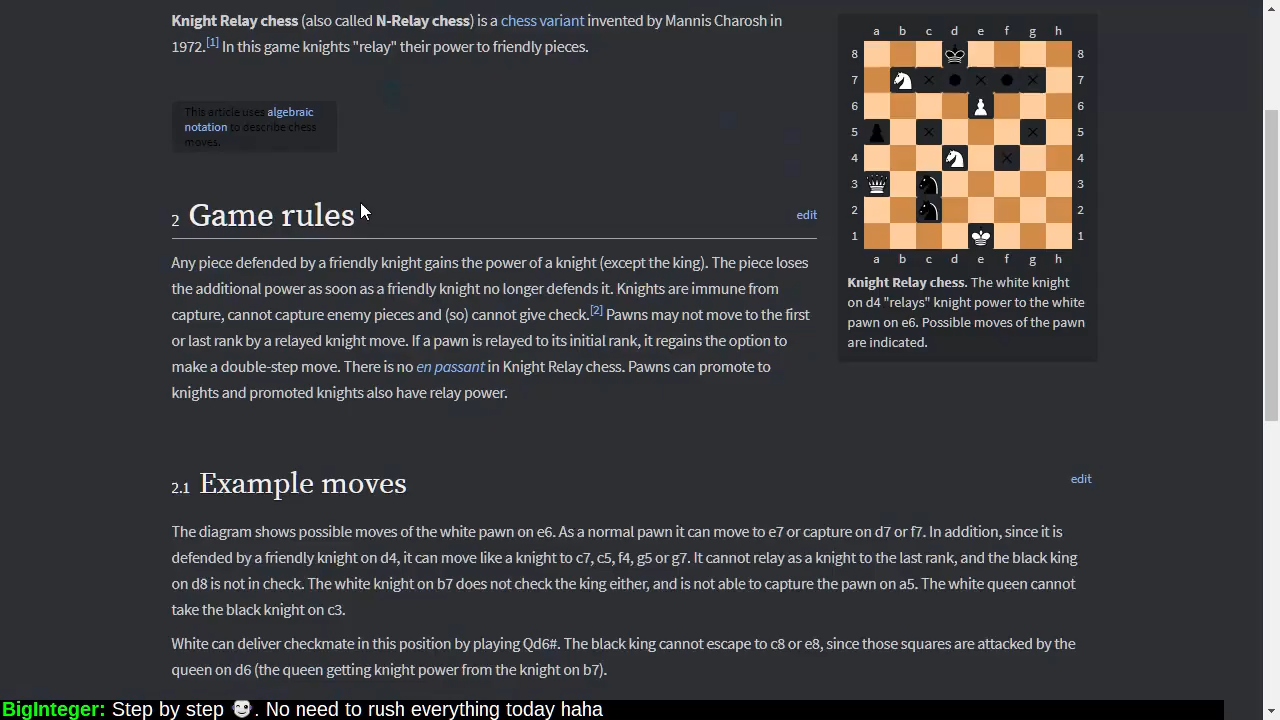 Knight Relay chess (also called N-Relay chess) is a chess variant invented by Mannis Charosh in
1972.[1] In this game knights "relay" their power to friendly pieces.
This article uses algebraic
notation to describe chess
moves.
2 Game rules
edit
Any piece defended by a friendly knight gains the power of a knight (except the king). The piece loses
the additional power as soon as a friendly knight no longer defends it. Knights are immune from
capture, cannot capture enemy pieces and (so) cannot give check.[2] Pawns may not move to the first
or last rank by a relayed knight move. If a pawn is relayed to its initial rank, it regains the option to
make a double-step move. There is no en passant in Knight Relay chess. Pawns can promote to
knights and promoted knights also have relay power.
a b c d e f g h
8 8
7 7
6 6
5 5
4 4
3 3
2 2
1 1
a b c d e f g h
Knight Relay chess. The white knight
on d4 "relays" knight power to the white
pawn on e6. Possible moves of the pawn
are indicated.
2.1 Example moves
edit
The diagram shows possible moves of the white pawn on e6. As a normal pawn it can move to e7 or capture on d7 or f7. In addition, since it is
defended by a friendly knight on d4, it can move like a knight to c7, c5, f4, g5 or g7. It cannot relay as a knight to the last rank, and the black king
on d8 is not in check. The white knight on b7 does not check the king either, and is not able to capture the pawn on a5. The white queen cannot
take the black knight on c3.
White can deliver checkmate in this position by playing Qd6#. The black king cannot escape to c8 or e8, since those squares are attacked by the
queen on d6 (the queen getting knight power from the knight on b7).
BigInteger: Step by step . No need to rush everything today haha